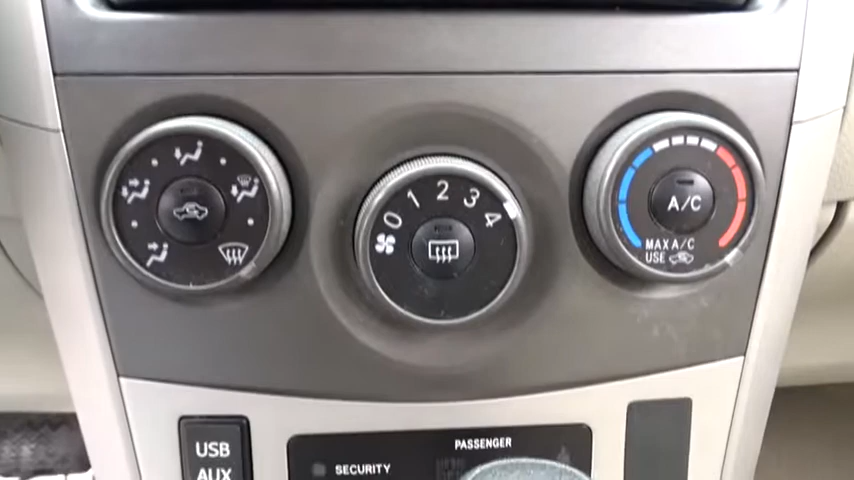 0 1 2 3 4
A/C
MAX A/C
USE
USB
AUX
PASSENGER
SECURITY